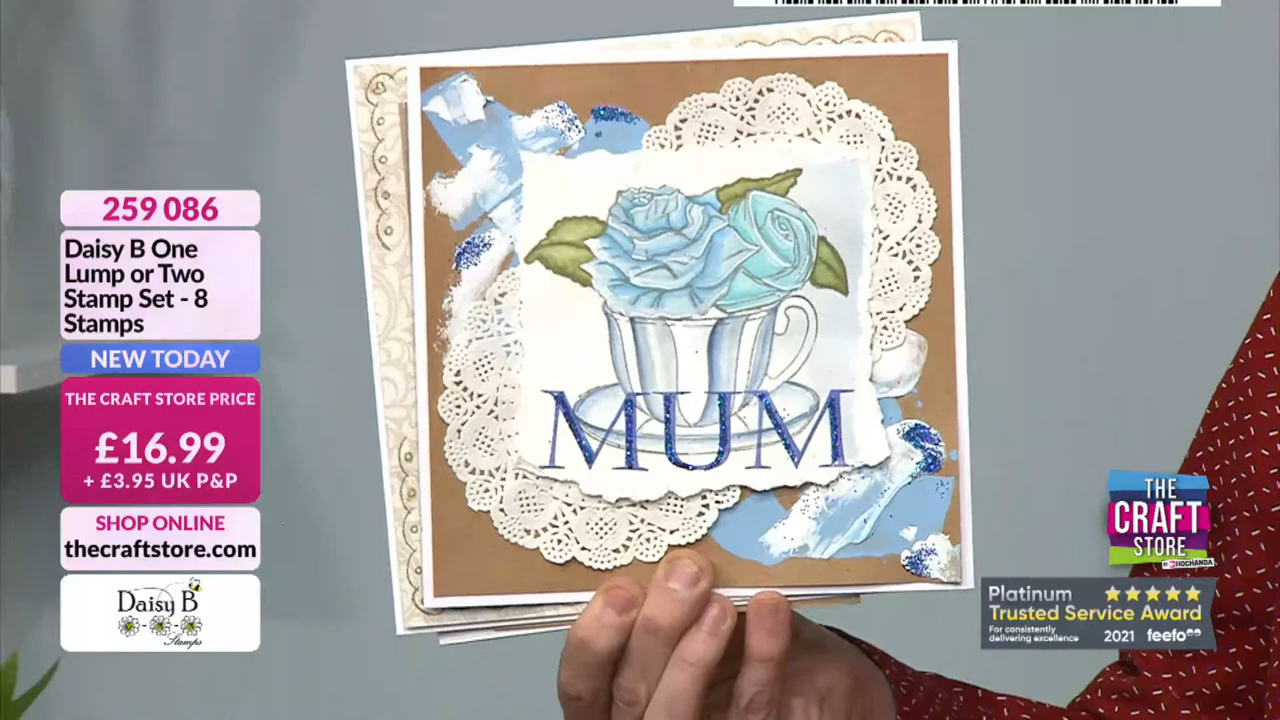 259 086
Daisy B One
Lump or Two
Stamp Set - 8
Stamps
NEW TODAY
THE CRAFT STORE PRICE
£16.99
+ £3.95 UK P&P
SHOP ONLINE
thecraftstore.com
Daisy B
Stamps
MUM
THE
CRAFT
STORE
HOCHANDA
Platinum
Trusted Service Award
For consistently
delivering excellence
2021 feefo